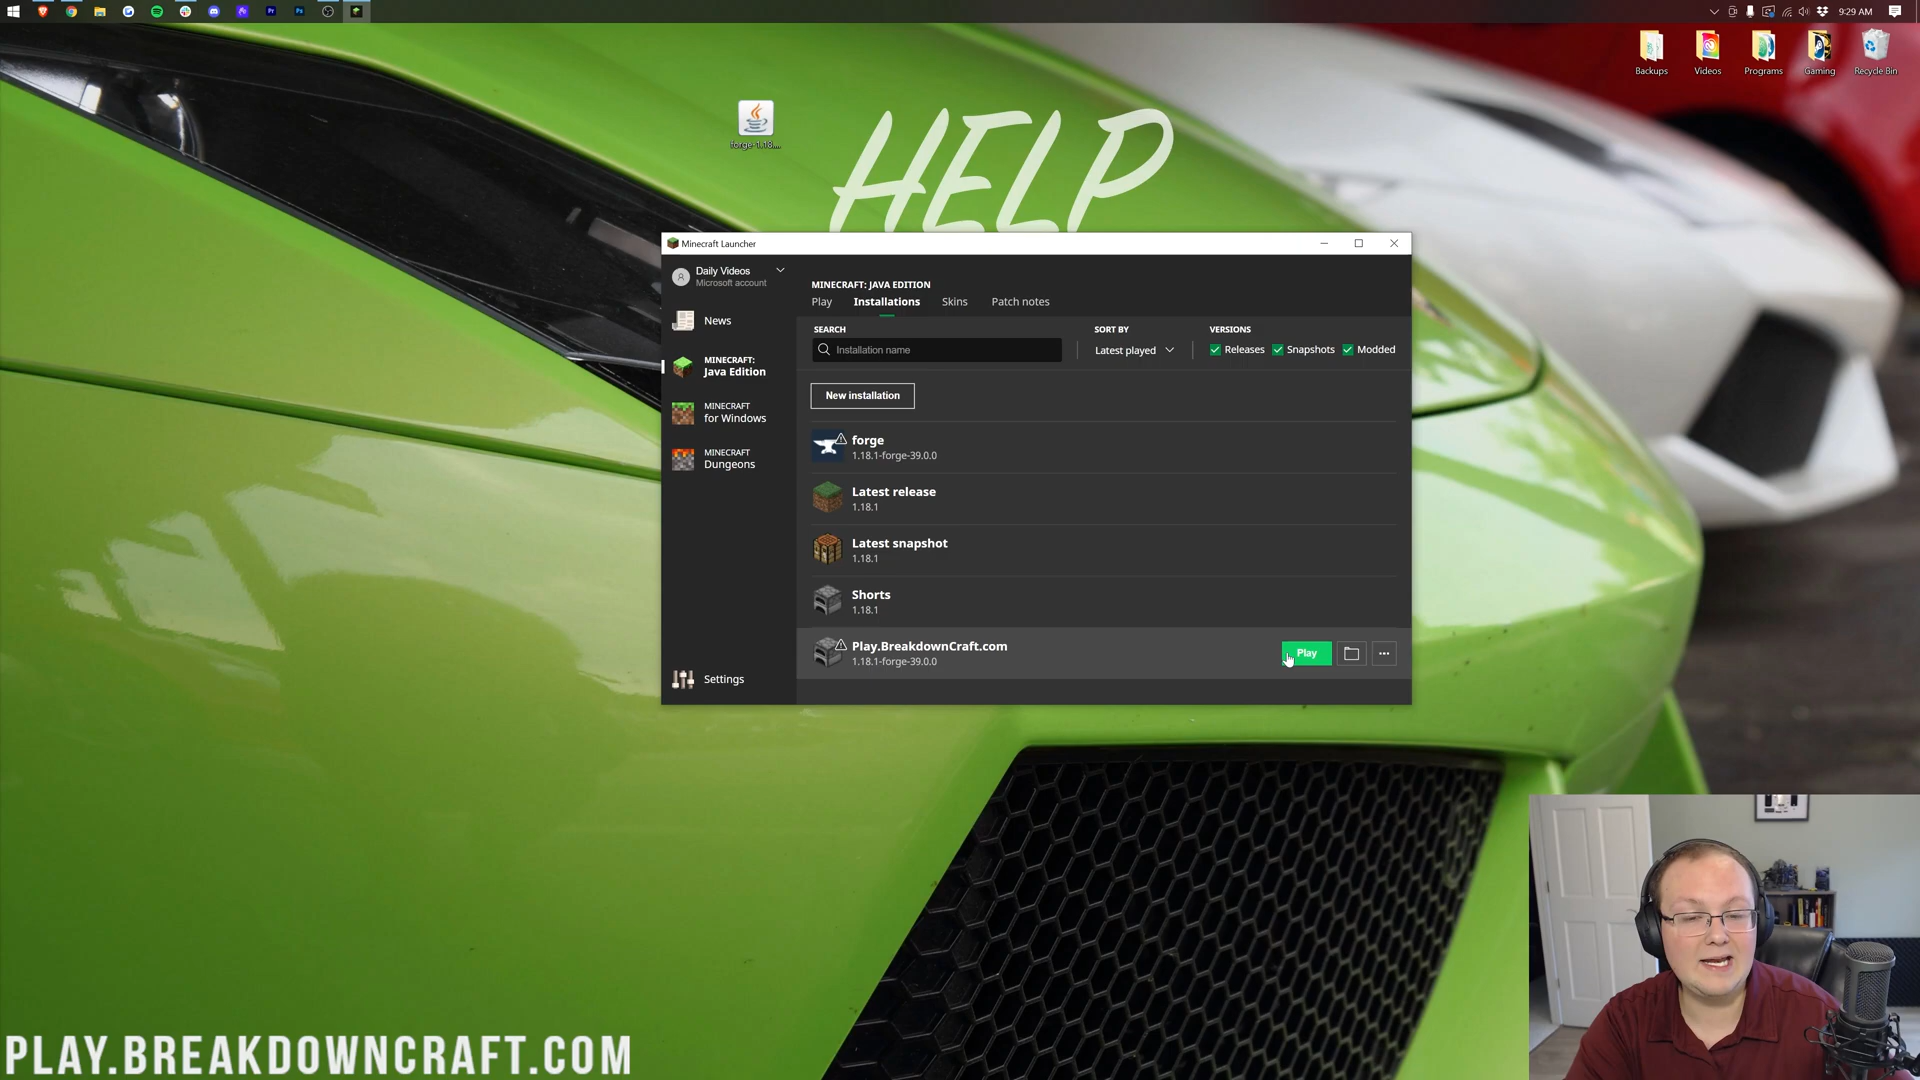 9:29 AM
Backups
Videos
Programs
Gaming
Recycle Bin
forge-1.18....
HELP
Minecraft Launcher
Daily Videos
Microsoft account
News
MINECRAFT:
Java Edition
MINECRAFT
for Windows
MINECRAFT
Dungeons
Settings
MINECRAFT: JAVA EDITION
Play
Installations
Skins
Patch notes
SEARCH
Installation name
SORT BY
Latest played
VERSIONS
Releases
Snapshots
Modded
New installation
forge
1.18.1-forge-39.0.0
Latest release
1.18.1
Latest snapshot
1.18.1
Shorts
1.18.1
Play.BreakdownCraft.com
1.18.1-forge-39.0.0
Play
PLAY.BREAKDOWNCRAFT.COM